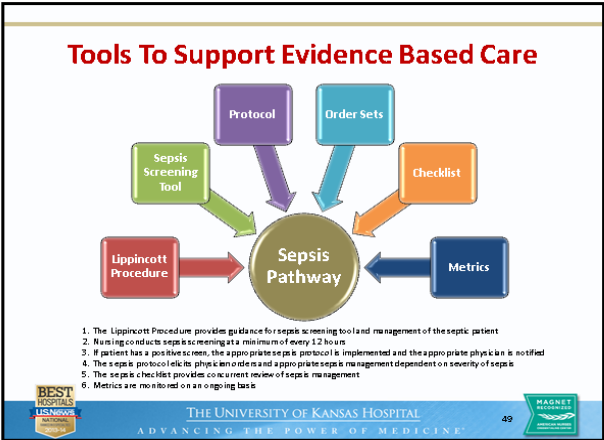 Tools To Support Evidence Based Care
Protocol
Order Sets
Sepsis
Screening
Tool
Checklist
Lippincott
Procedure
Sepsis
Pathway
Metrics
1. The Lippincott Procedure provides guidance for sepsis screening tool and management of the septic patient
2. Nursing conducts sepsis screening at a minimum of every 12 hours
3. If patient has a positive screen, the appropriate sepsis protocol is implemented and the appropriate physician is notified
4. The sepsis protocol elicits physician orders and appropriate sepsis management dependent on severity of sepsis
5. The sepsis checklist provides concurrent review of sepsis management
6. Metrics are monitored on an ongoing basis
BEST
HOSPITALS
U.S.News
NATIONAL
2013-14
THE UNIVERSITY OF KANSAS HOSPITAL
ADVANCING THE POWER OF MEDICINE®
49
MAGNET
RECOGNIZED
AMERICAN NURSES
CREDENTIALING CENTER